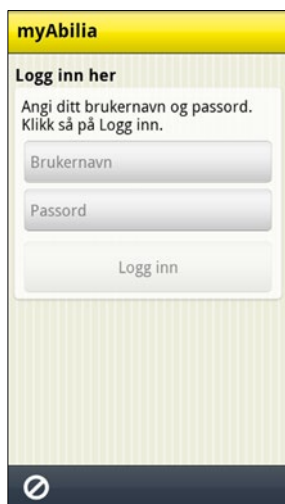 myAbilia
Logg inn her
Angi ditt brukernavn og passord.
Klikk så på Logg inn.
Brukernavn
Passord
Logg inn